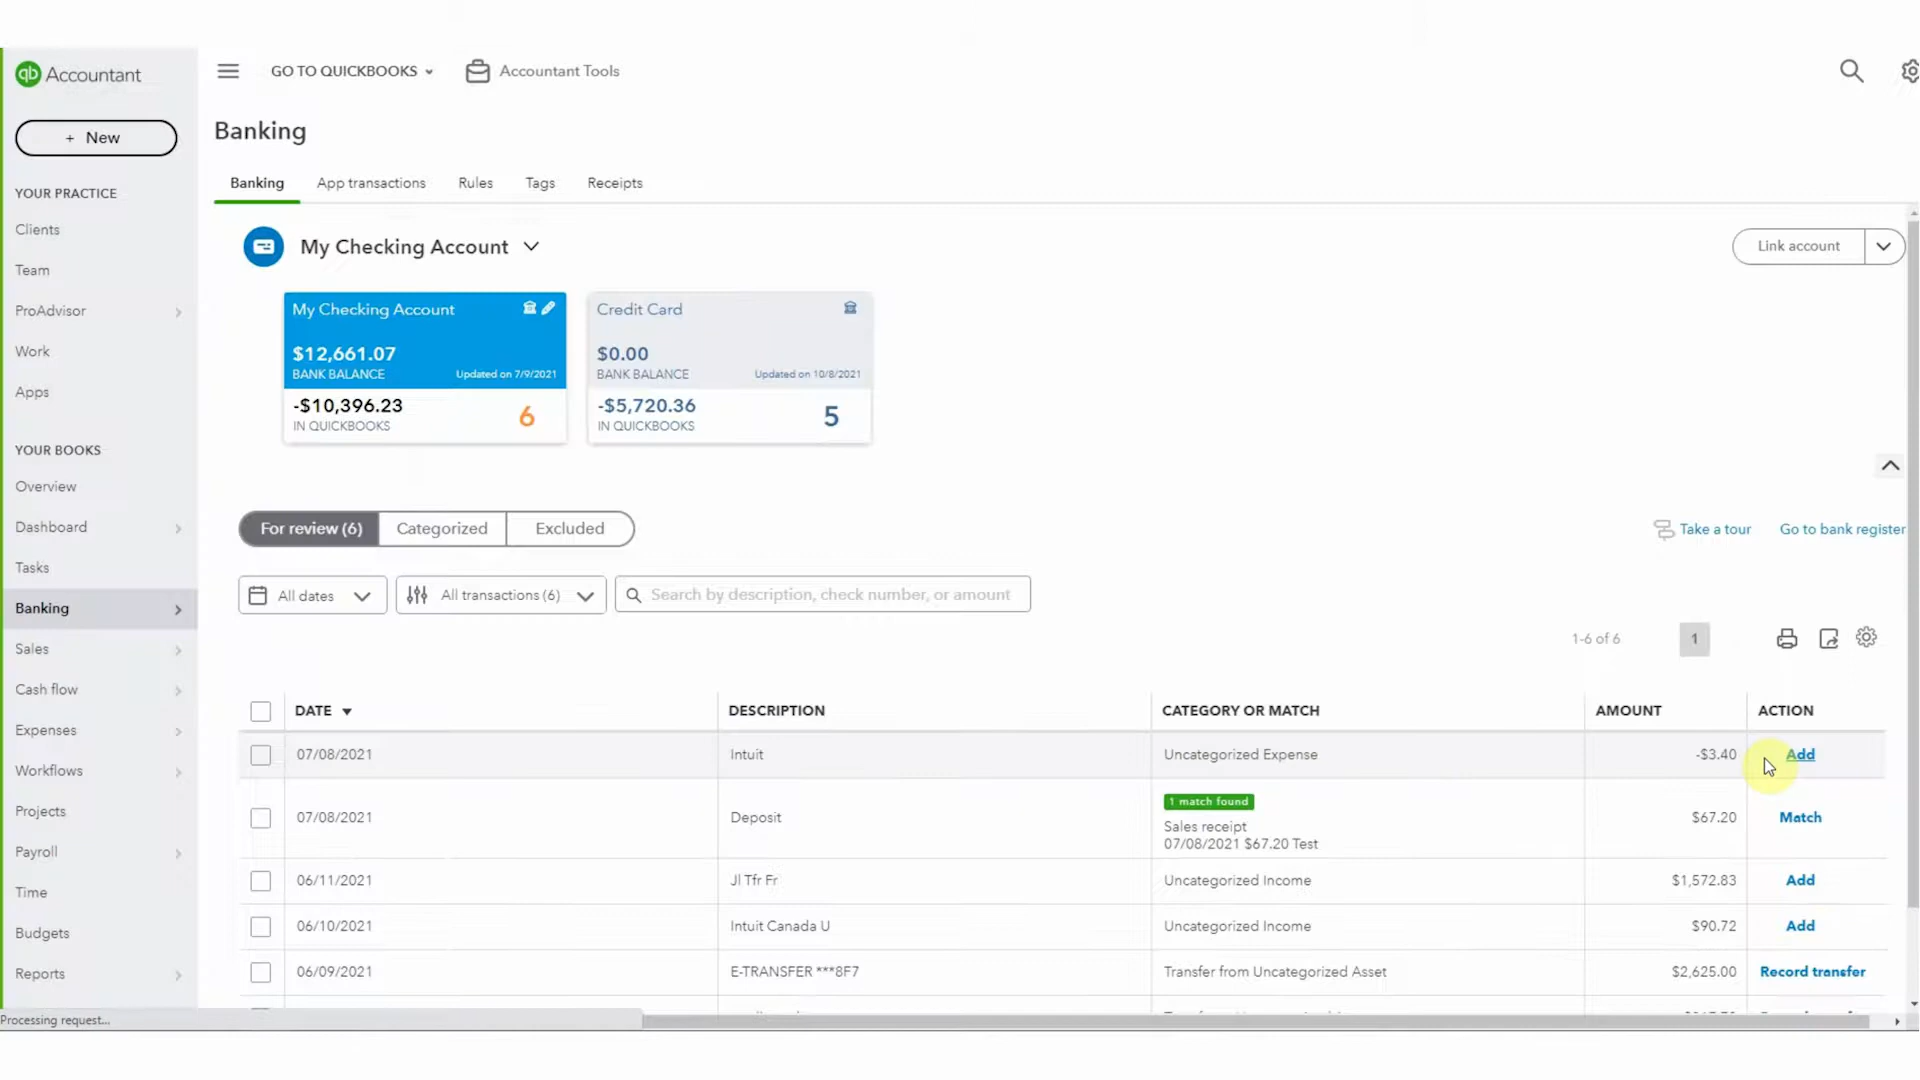 qb Accountant
GO TO QUICKBOOKS
Accountant Tools
+ New
Banking
YOUR PRACTICE
Clients
Team
ProAdvisor
Work
Apps
YOUR BOOKS
Overview
Dashboard
Tasks
Banking
Sales
Cash flow
Expenses
Workflows
Projects
Payroll
Time
Budgets
Reports
Processing request...
Banking App transactions Rules Tags Receipts
My Checking Account
Link account
My Checking Account
$12,661.07
BANK BALANCE Updated on 7/9/2021
-$10,396.23
IN QUICKBOOKS
6
Credit Card
$0.00
BANK BALANCE Updated on 10/8/2021
-$5,720.36
IN QUICKBOOKS
5
For review (6) Categorized Excluded
Take a tour Go to bank register
All dates All transactions (6) Search by description, check number, or amount
1-6 of 6 1
DATE DESCRIPTION CATEGORY OR MATCH AMOUNT ACTION
07/08/2021 Intuit Uncategorized Expense -$3.40 Add
1 match found
07/08/2021 Deposit Sales receipt $67.20 Match
07/08/2021 $67.20 Test
06/11/2021 Jl Tfr Fr Uncategorized Income $1,572.83 Add
06/10/2021 Intuit Canada U Uncategorized Income $90.72 Add
06/09/2021 E-TRANSFER ***8F7 Transfer from Uncategorized Asset $2,625.00 Record transfer